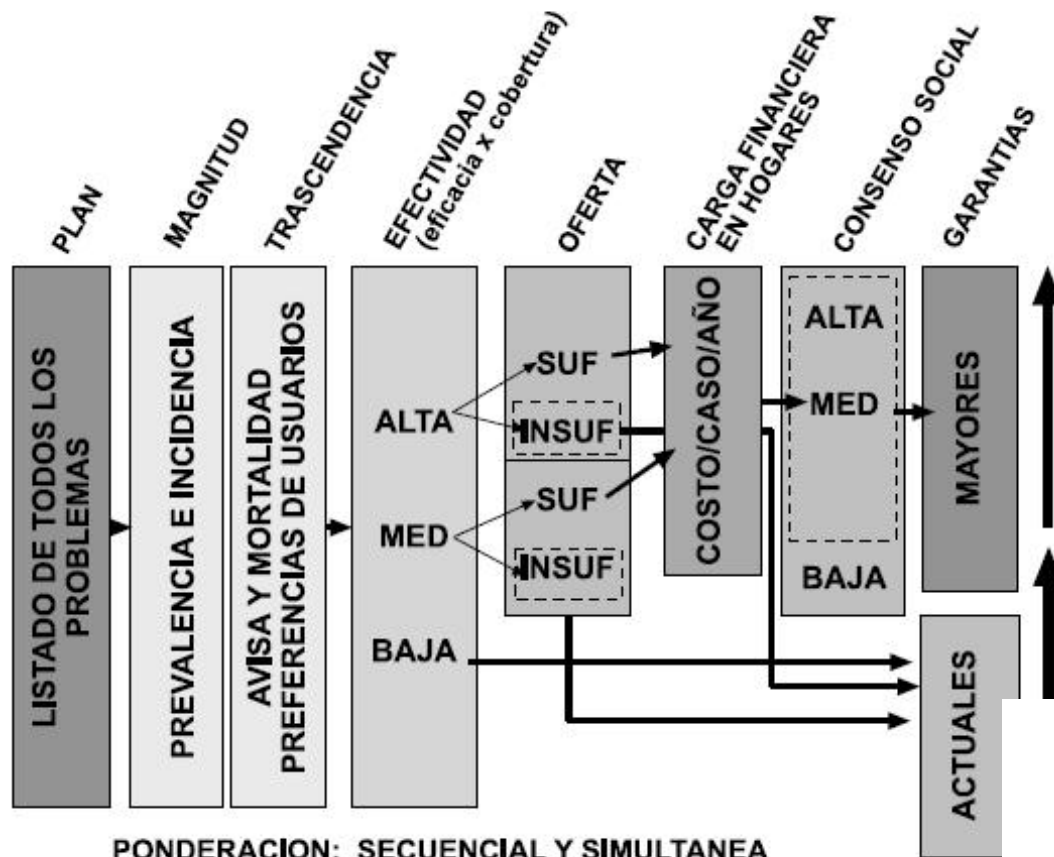 PLAN
MAGNITUD
TRASCENDENCIA
EFECTIVIDAD
(eficacia x cobertura)
OFERTA
CARGA FINANCIERA
EN HOGARES
CONSENSO SOCIAL
GARANTIAS
LISTADO DE TODOS LOS
PROBLEMAS
PREVALENCIA E INCIDENCIA
AVISA Y MORTALIDAD
PREFERENCIAS DE USUARIOS
ALTA
MED
BAJA
SUF
INSUF
SUF
INSUF
COSTO/CASO/AÑO
ALTA
MED
BAJA
MAYORES
ACTUALES
PONDERACION: SECUENCIAL Y SIMULTANEA